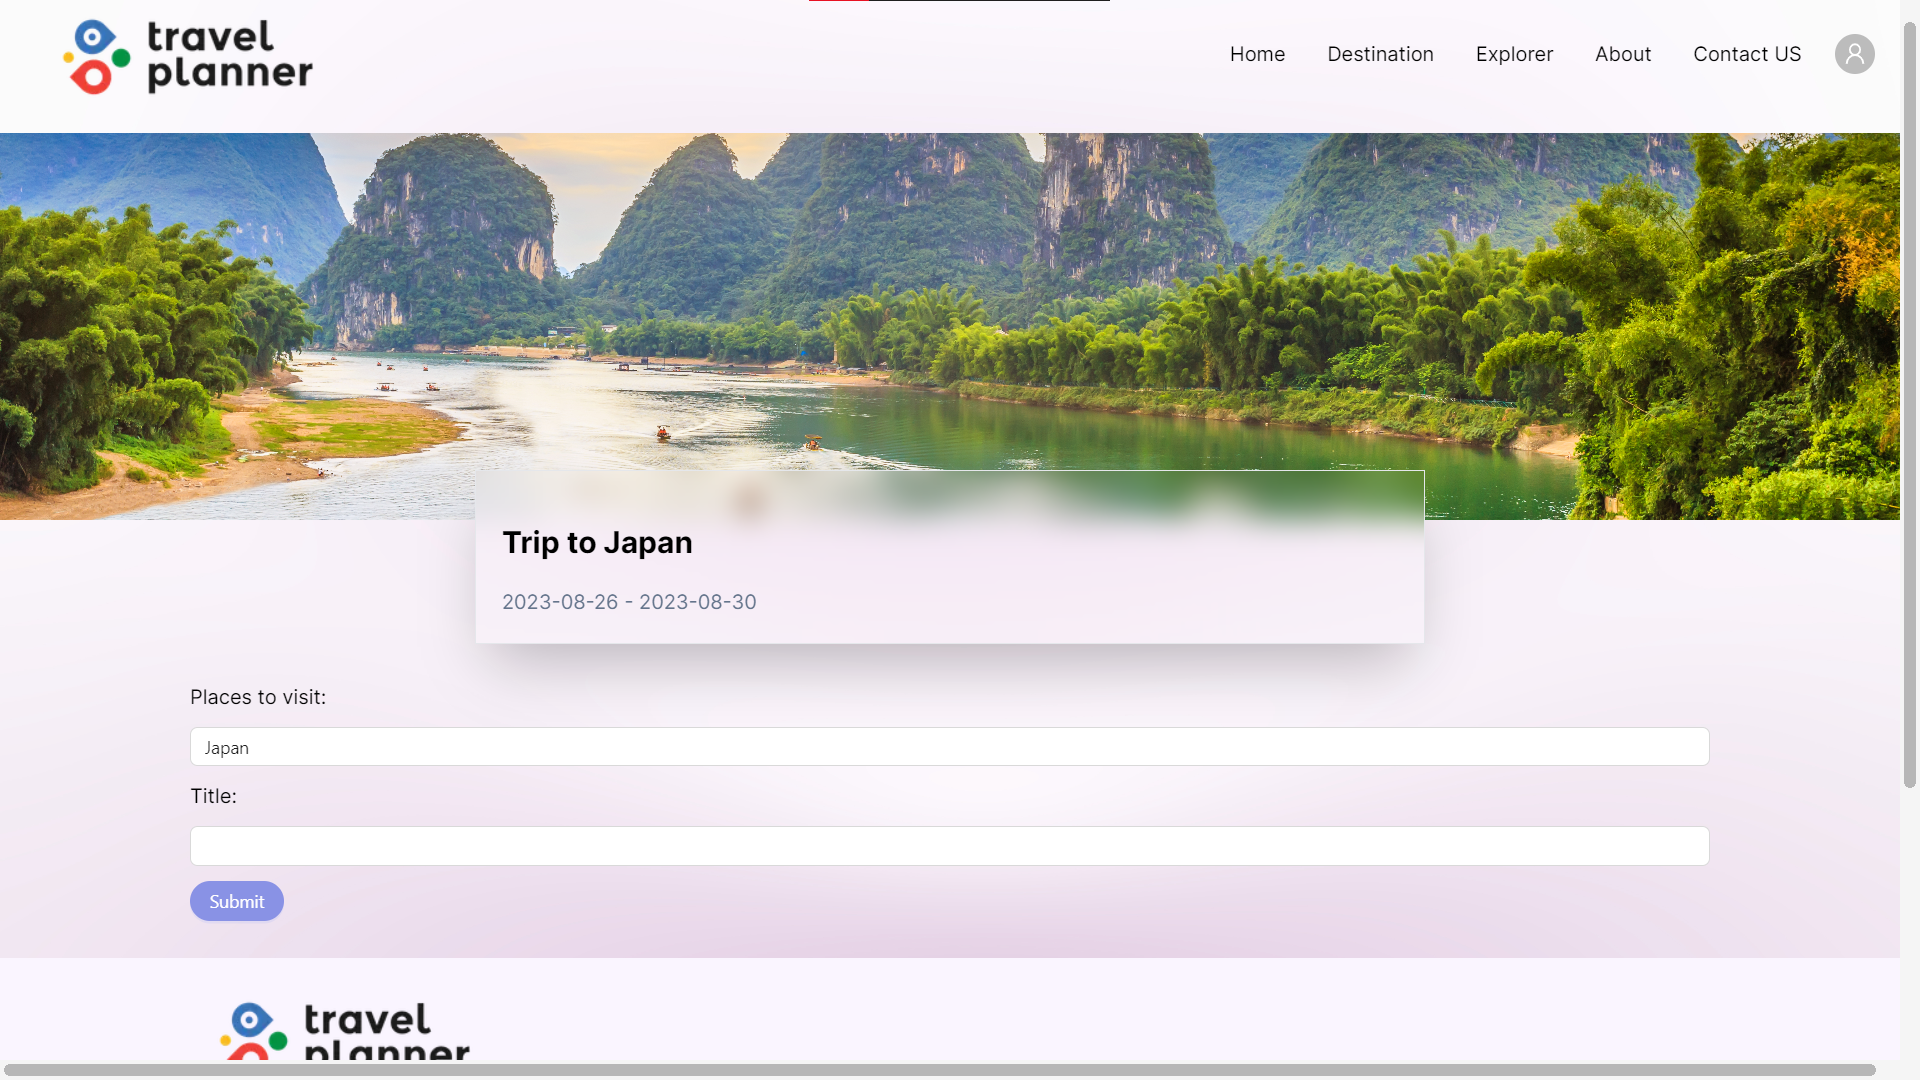 travel
planner
Home Destination Explorer About Contact US
Trip to Japan
2023-08-26 - 2023-08-30
Places to visit:
Japan
Title:
Submit
travel
planner